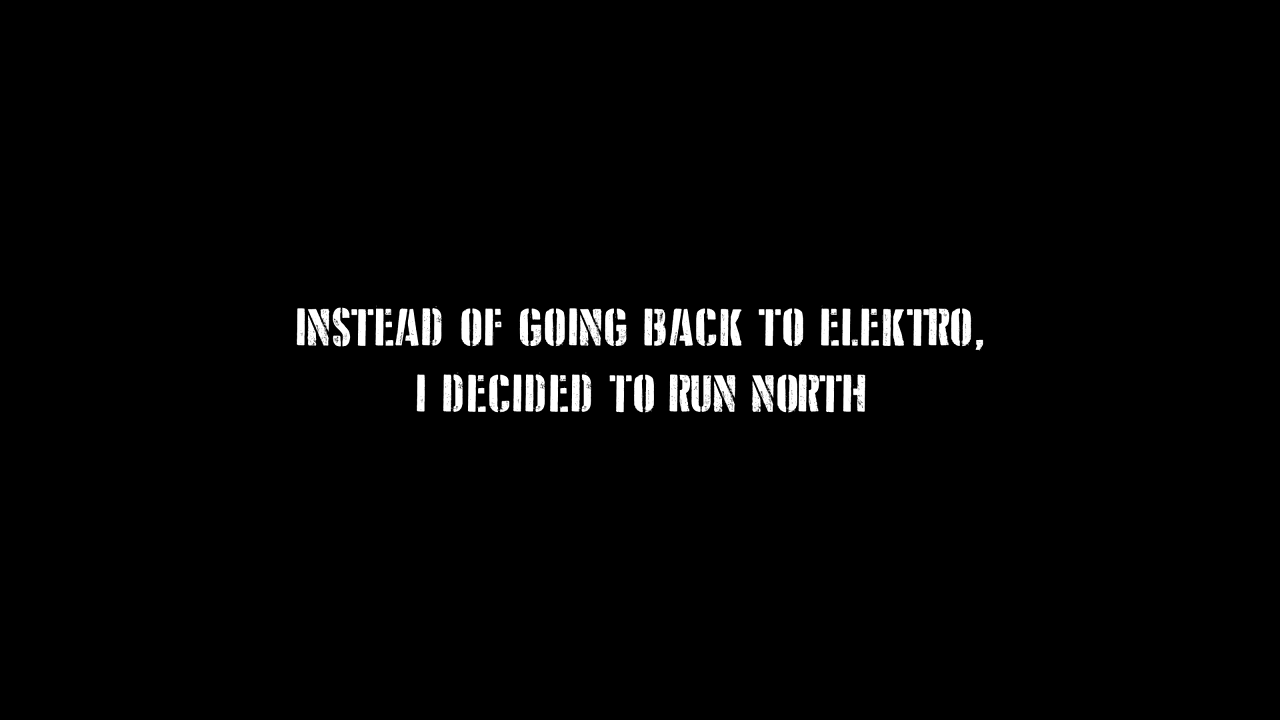 INSTEAD OF GOING BACK TO ELEKTRO,
I DECIDED TO RUN NORTH